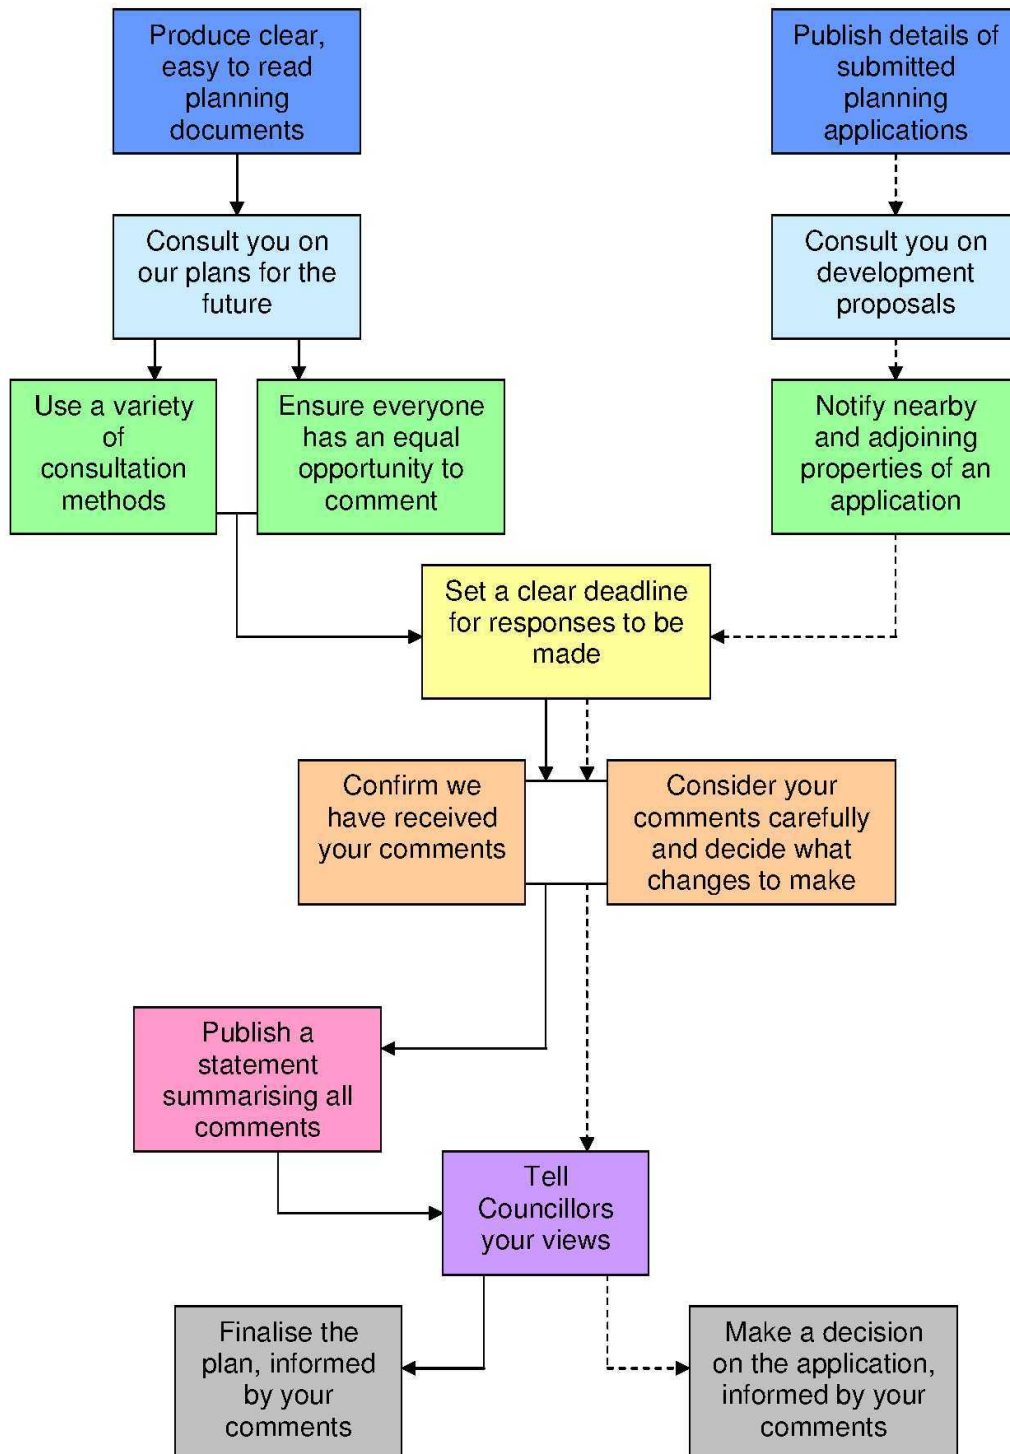 Produce clear,
easy to read
planning
documents
Publish details of
submitted
planning
applications
Consult you on
our plans for the
future
Consult you on
development
proposals
Use a variety
of
consultation
methods
Ensure everyone
has an equal
opportunity to
comment
Notify nearby
and adjoining
properties of an
application
Set a clear deadline
for responses to be
made
Confirm we
have received
your comments
Consider your
comments carefully
and decide what
changes to make
Publish a
statement
summarising all
comments
Tell
Councillors
your views
Finalise the
plan, informed
by your
comments
Make a decision
on the application,
informed by your
comments